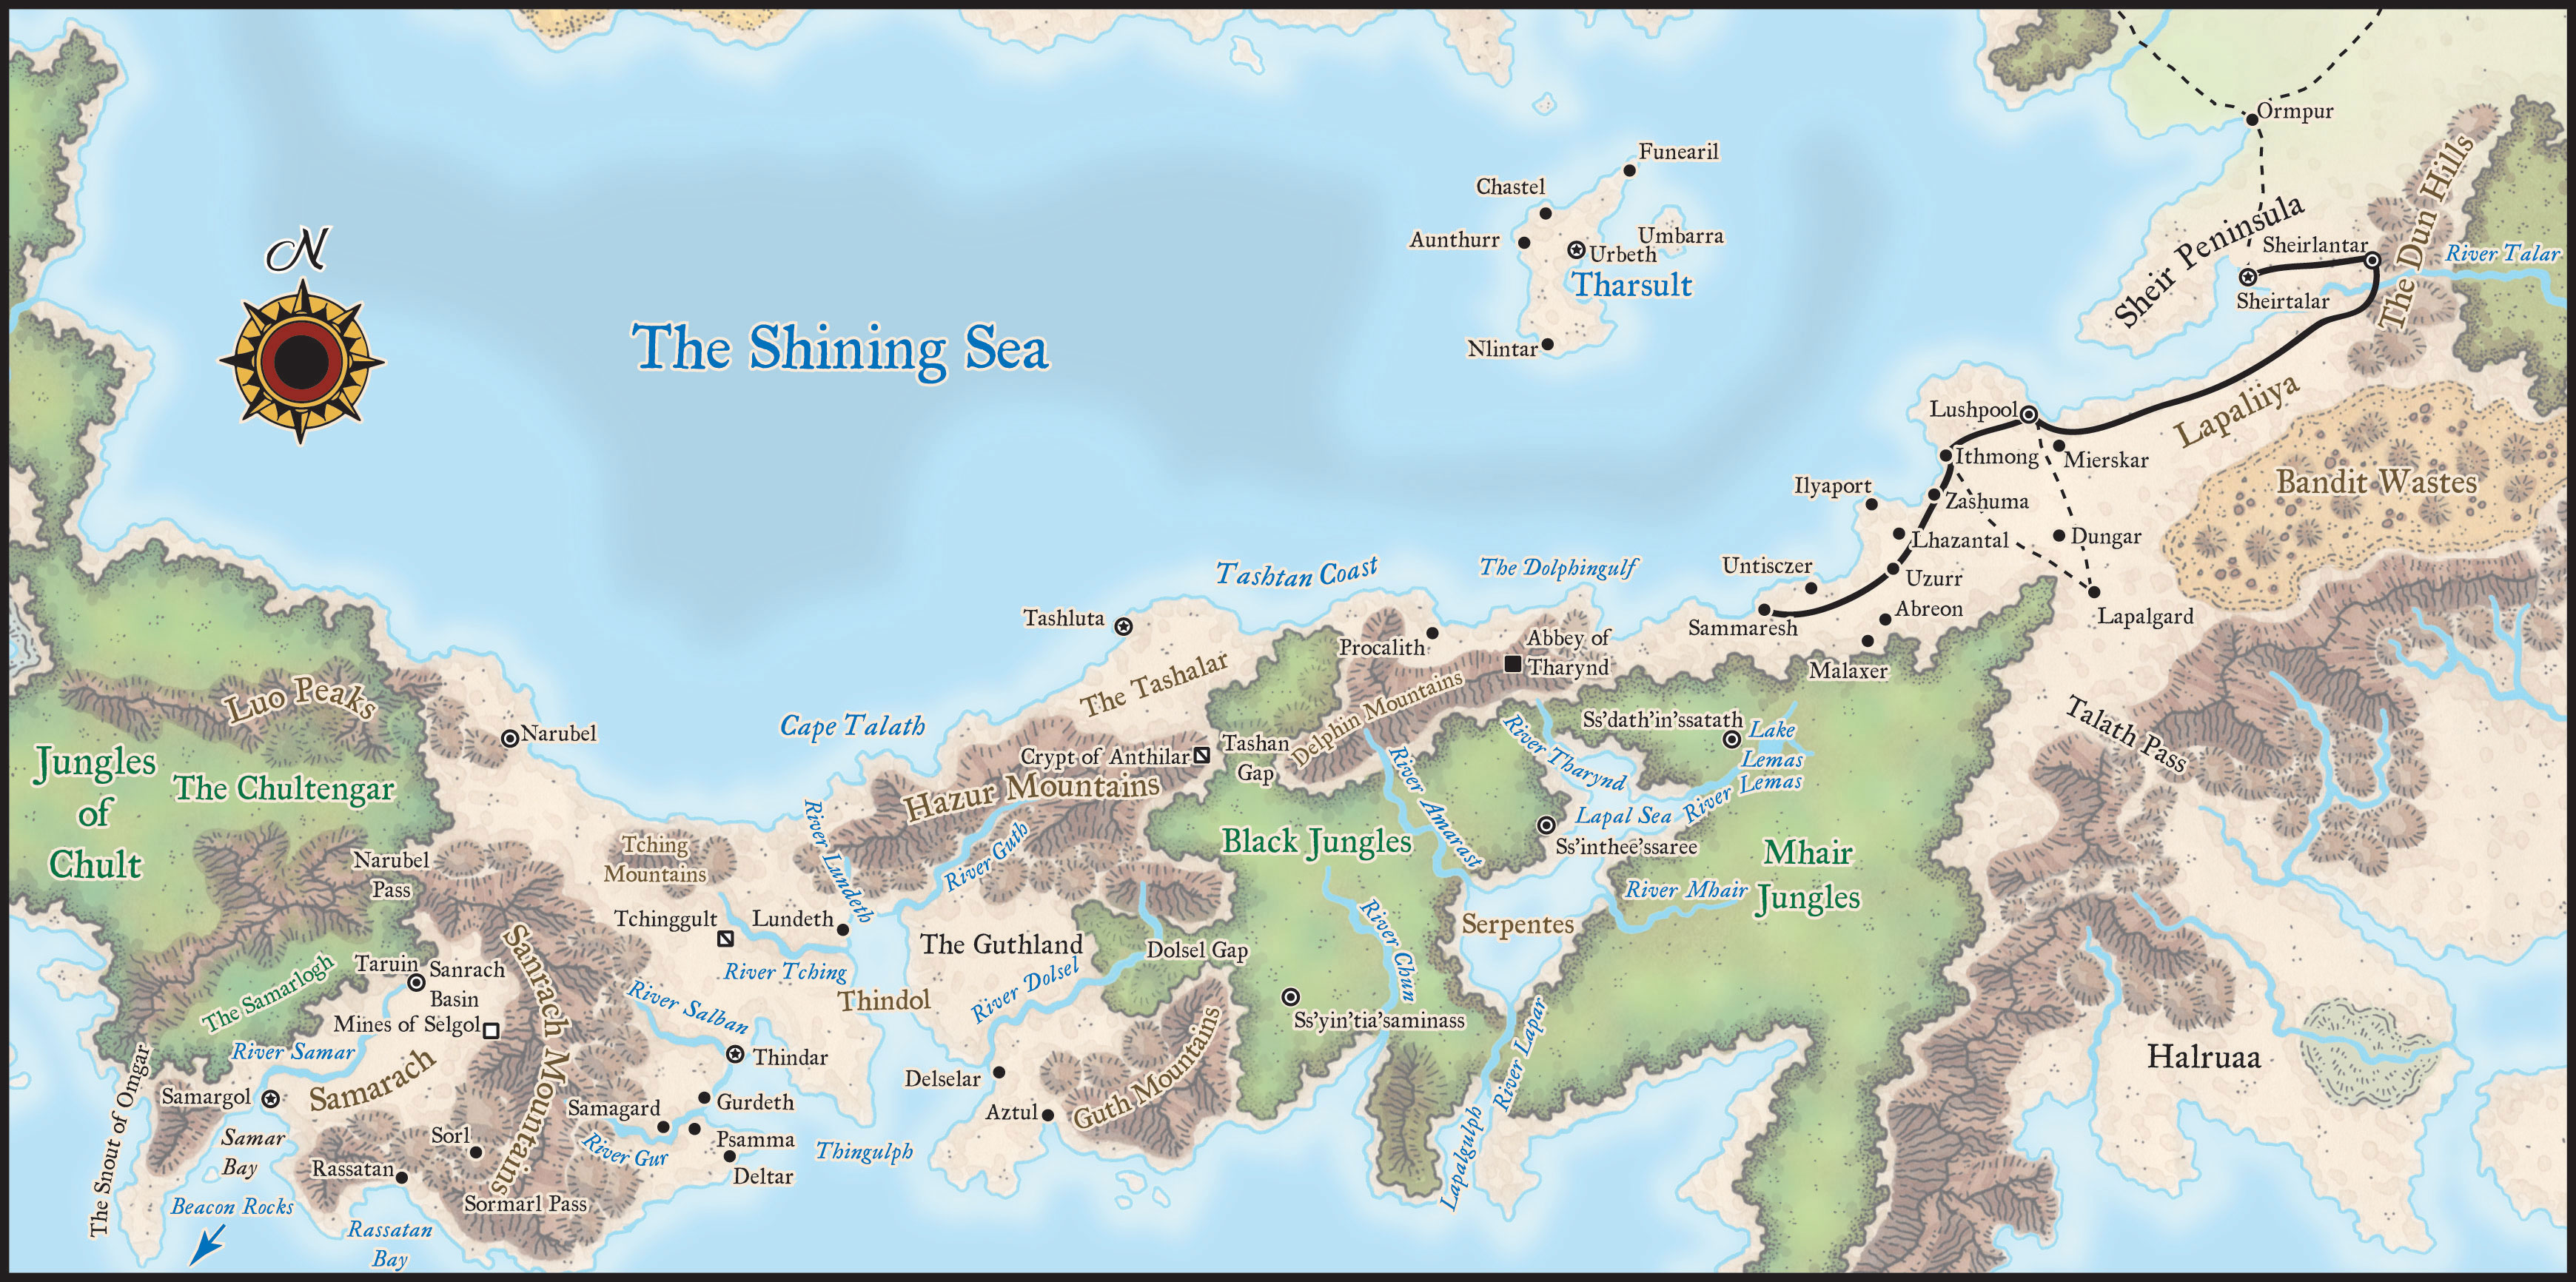 N
The Shining Sea
Funearil
Chastel
Aunthurr
Umbarra
Urbeth
Tharsult
Nlintar
Ormpur
The Dun Hills
Sheir Peninsula
Sheirlantar
River Talar
Sheirtalar
Lapaliiya
Lushpool
Ithmong
Mierskar
Bandit Wastes
Ilyaport
Zashuma
Lhazantal
Dungar
Untisczer
Uzurr
Abreon
Lapalgard
Sammaresh
Malaxer
Tashtan Coast
The Dolphingulf
Tashluta
Procalith
Abbey of
Tharynd
The Tashalar
Delphin Mountains
Talath Pass
Luo Peaks
Narubel
Cape Talath
Crypt of Anthilar
Tashan
Gap
River Tharynd
Ss'dath'in'ssatath
Lake
Lemas
River Lemas
Jungles
of
Chult
The Chultengar
Hazur Mountains
River Amarast
Lapal Sea
Ss'inthee'ssaree
Black Jungles
Mhair
Jungles
River Lundeth
River Guth
Tching
Mountains
Narubel
Pass
River Mhair
Tchinggult
Lundeth
The Guthland
Dolsel Gap
River Chun
Serpentes
Sanrach Mountains
Taruin
Sanrach
Basin
The Samarlogh
Mines of Selgol
River Tching
River Salban
Thindol
River Dolsel
Ss'yin'tia'saminass
River Samar
Samarach
Thindar
Delselar
Guth Mountains
River Lapar
Halruaa
The Snout of Omgar
Samargol
Samagard
Gurdeth
Aztul
Samar
Bay
Sorl
River Gur
Psamma
Deltar
Thingulph
Lapalgulph
Rassatan
Sormarl Pass
Beacon Rocks
Rassatan
Bay